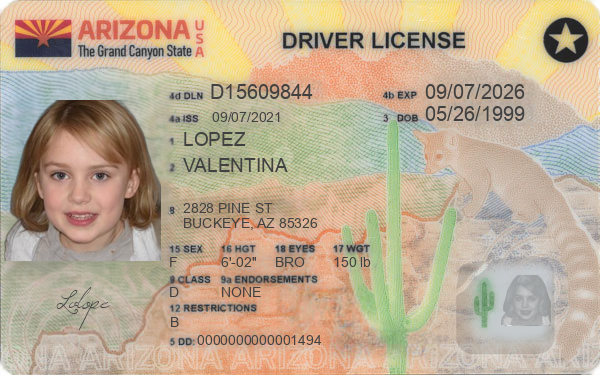 ARIZONA USA
The Grand Canyon State
DRIVER LICENSE
4d DLN D15609844
4b EXP 09/07/2026
4a ISS 09/07/2021
3 DOB 05/26/1999
1 LOPEZ
2 VALENTINA
8 2828 PINE ST
BUCKEYE, AZ 85326
15 SEX 16 HGT 18 EYES 17 WGT
F 6'-02" BRO 150 lb
9 CLASS 9a ENDORSEMENTS
D NONE
12 RESTRICTIONS
B
5 DD: 0000000000001494
Lolopc
ARIZONA ARIZONA ARIZONA ARIZONA